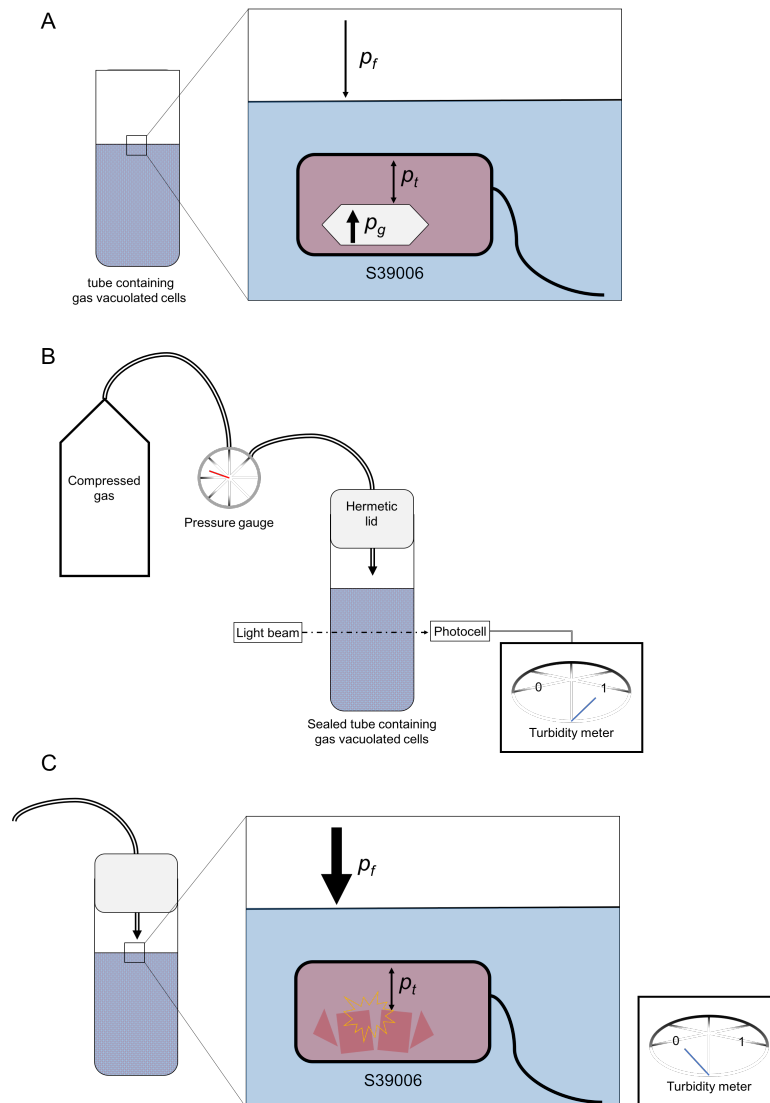 A
p_f
p_t
p_g
S39006
tube containing
gas vacuolated cells
B
Compressed
gas
Pressure gauge
Hermetic
lid
Light beam
Photocell
0
1
Turbidity meter
Sealed tube containing
gas vacuolated cells
C
p_f
p_t
S39006
0
1
Turbidity meter